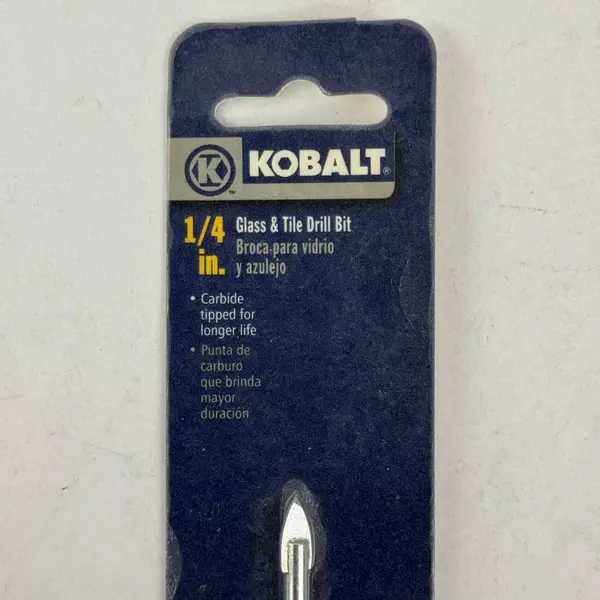 K
™
KOBALT®
1/4 in.
Glass & Tile Drill Bit
Broca para vidrio
y azulejo
• Carbide
tipped for
longer life
• Punta de
carburo
que brinda
mayor
duración